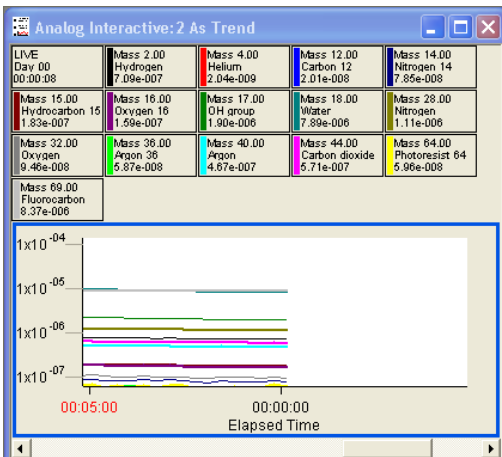 Analog Interactive:2 As Trend
LIVE
Day 00
00:00:08
Mass 2.00
Hydrogen
7.09e-007
Mass 4.00
Helium
2.04e-009
Mass 12.00
Carbon 12
2.01e-008
Mass 14.00
Nitrogen 14
7.85e-008
Mass 15.00
Hydrocarbon 15
1.83e-007
Mass 16.00
Oxygen 16
1.59e-007
Mass 17.00
OH group
1.90e-006
Mass 18.00
Water
7.89e-006
Mass 28.00
Nitrogen
1.11e-006
Mass 32.00
Oxygen
9.46e-008
Mass 36.00
Argon 36
5.87e-008
Mass 40.00
Argon
4.67e-007
Mass 44.00
Carbon dioxide
5.71e-007
Mass 64.00
Photoresist 64
5.96e-008
Mass 69.00
Fluorocarbon
8.37e-006
1x10 -04
1x10 -05
1x10 -06
1x10 -07
00:05:00 00:00:00
Elapsed Time